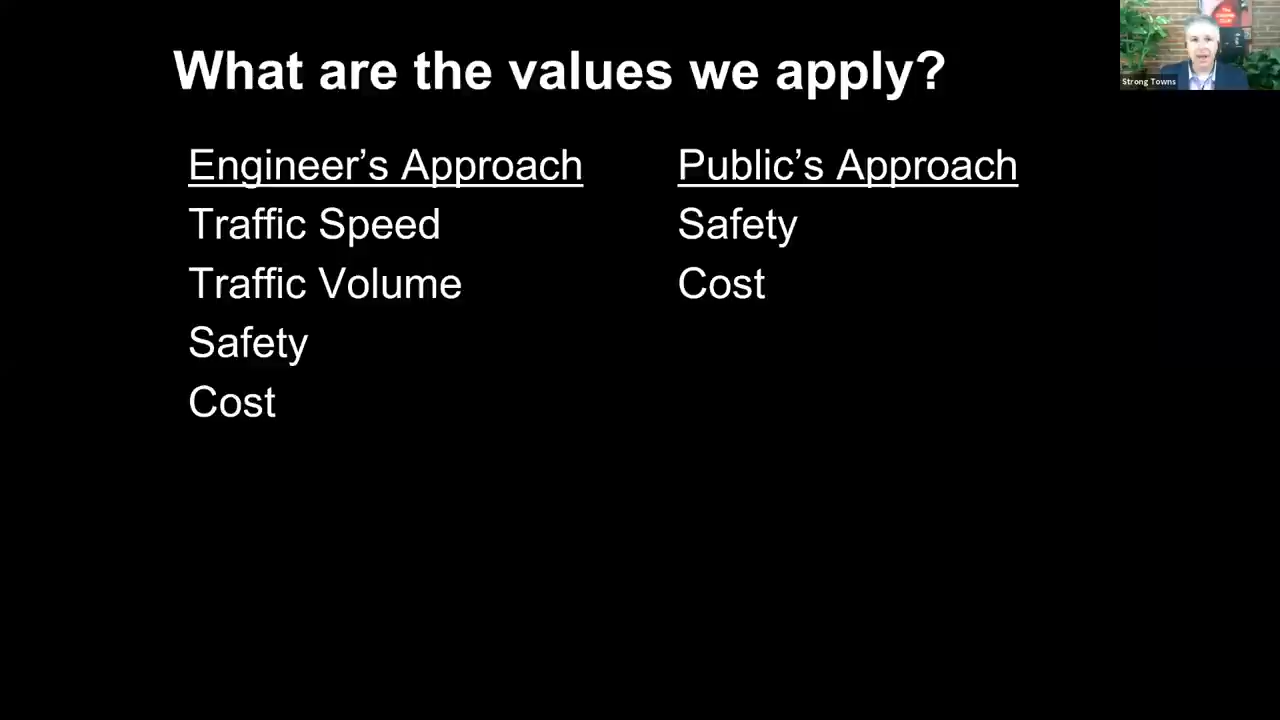 What are the values we apply?
Engineer's Approach
Traffic Speed
Traffic Volume
Safety
Cost
Public's Approach
Safety
Cost
Strong Towns